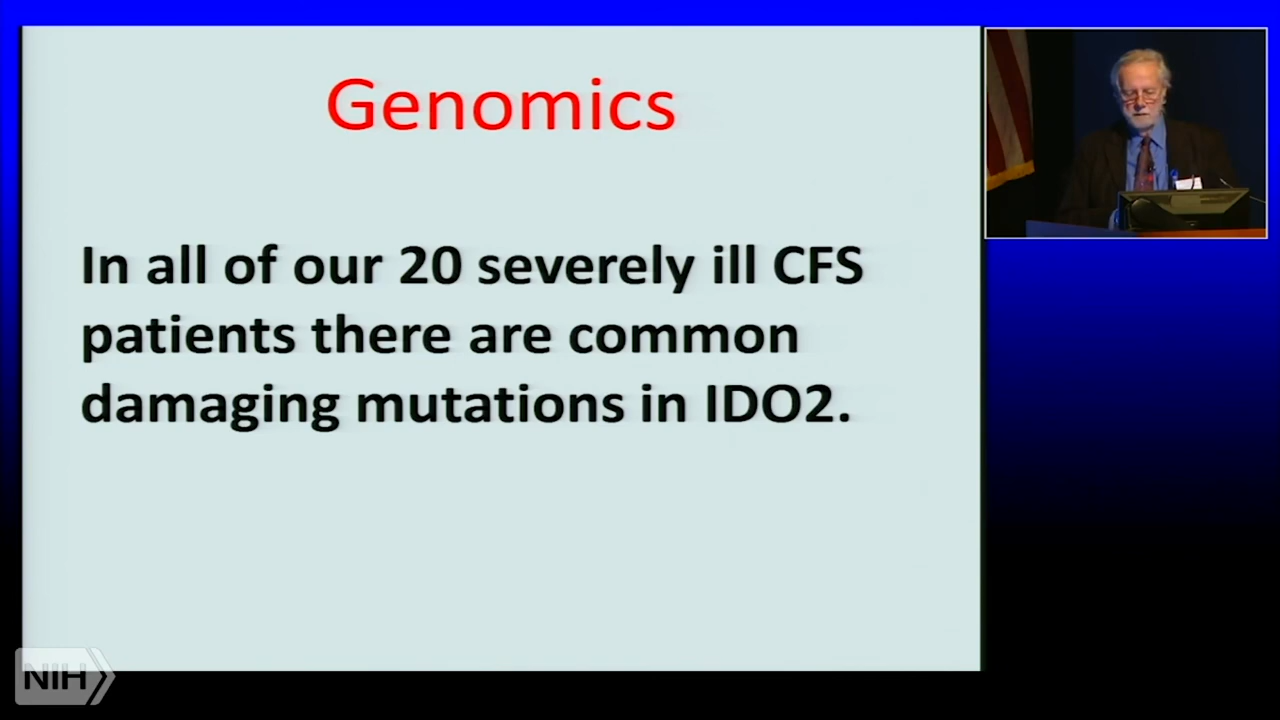 Genomics
In all of our 20 severely ill CFS
patients there are common
damaging mutations in IDO2.
NIH